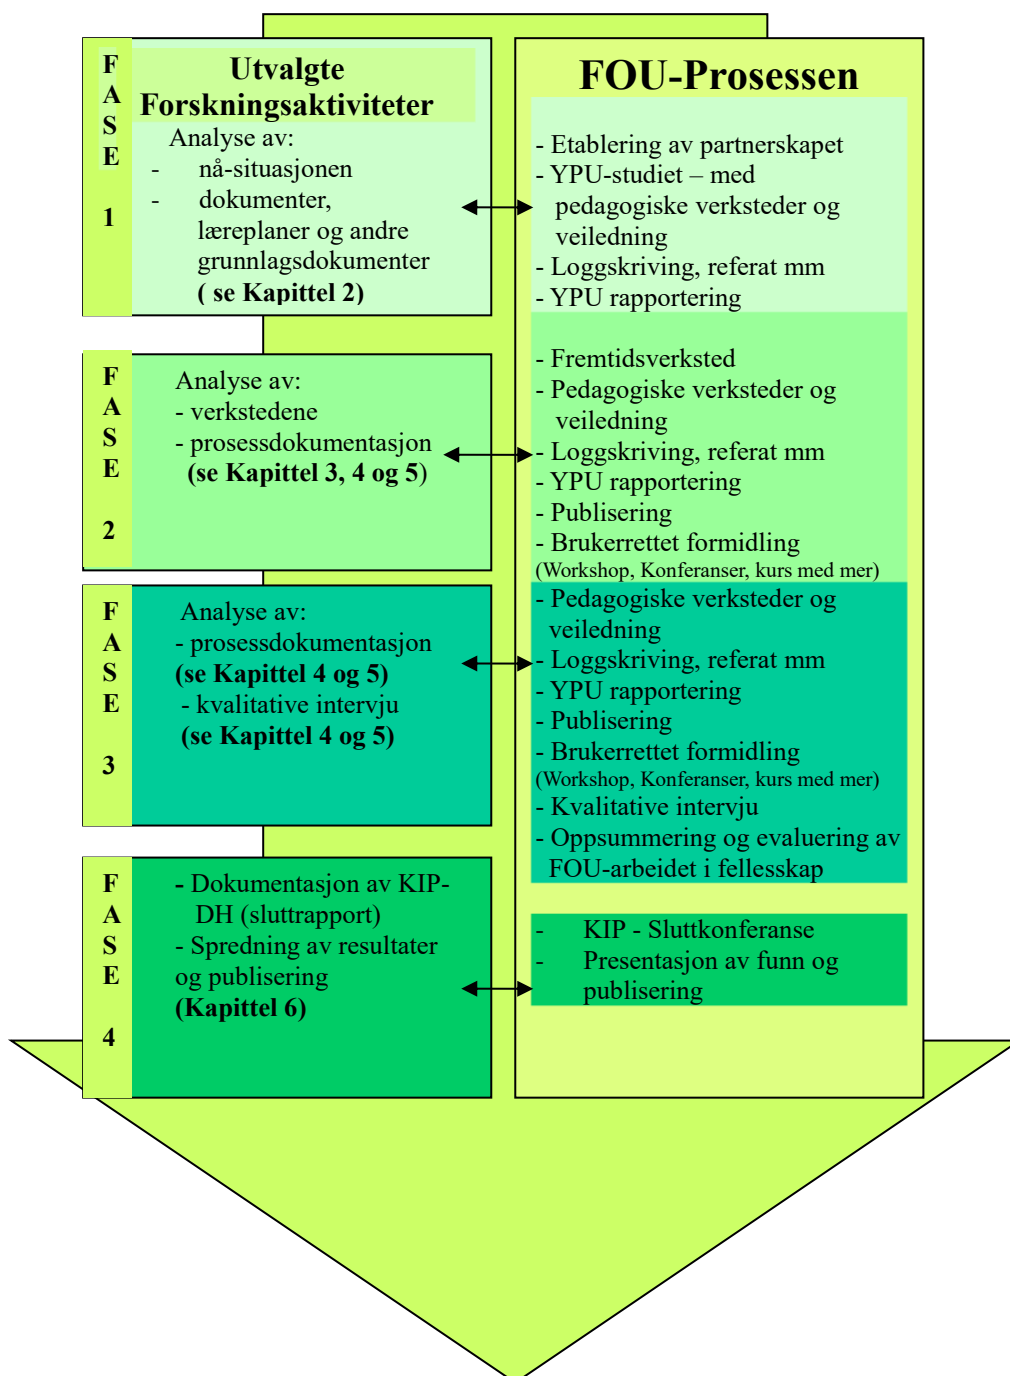 FASE 1
Utvalgte
Forskningsaktiviteter
Analyse av:
- nå-situasjonen
- dokumenter,
læreplaner og andre
grunnlagsdokumenter
( se Kapittel 2)
FASE 2
Analyse av:
- verkstedene
- prosessdokumentasjon
(se Kapittel 3, 4 og 5)
FASE 3
Analyse av:
- prosessdokumentasjon
(se Kapittel 4 og 5)
- kvalitative intervju
(se Kapittel 4 og 5)
FASE 4
- Dokumentasjon av KIP-
DH (sluttrapport)
- Spredning av resultater
og publisering
(Kapittel 6)
FOU-Prosessen
- Etablering av partnerskapet
- YPU-studiet – med
pedagogiske verksteder og
veiledning
- Loggskriving, referat mm
- YPU rapportering
- Fremtidsverksted
- Pedagogiske verksteder og
veiledning
- Loggskriving, referat mm
- YPU rapportering
- Publisering
- Brukerrettet formidling
(Workshop, Konferanser, kurs med mer)
- Pedagogiske verksteder og
veiledning
- Loggskriving, referat mm
- YPU rapportering
- Publisering
- Brukerrettet formidling
(Workshop, Konferanser, kurs med mer)
- Kvalitative intervju
- Oppsummering og evaluering av
FOU-arbeidet i fellesskap
- KIP - Sluttkonferanse
- Presentasjon av funn og
publisering